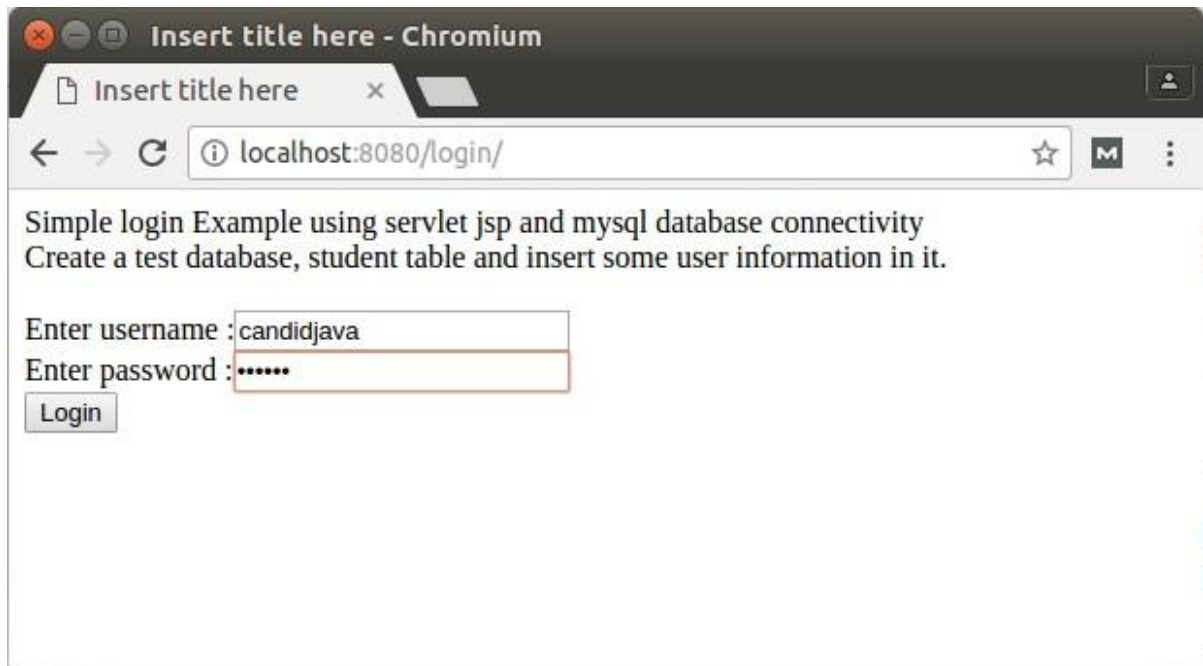 Insert title here - Chromium
Insert title here
localhost:8080/login/
M
Simple login Example using servlet jsp and mysql database connectivity
Create a test database, student table and insert some user information in it.
Enter username :candidjava
Enter password :••••••
Login